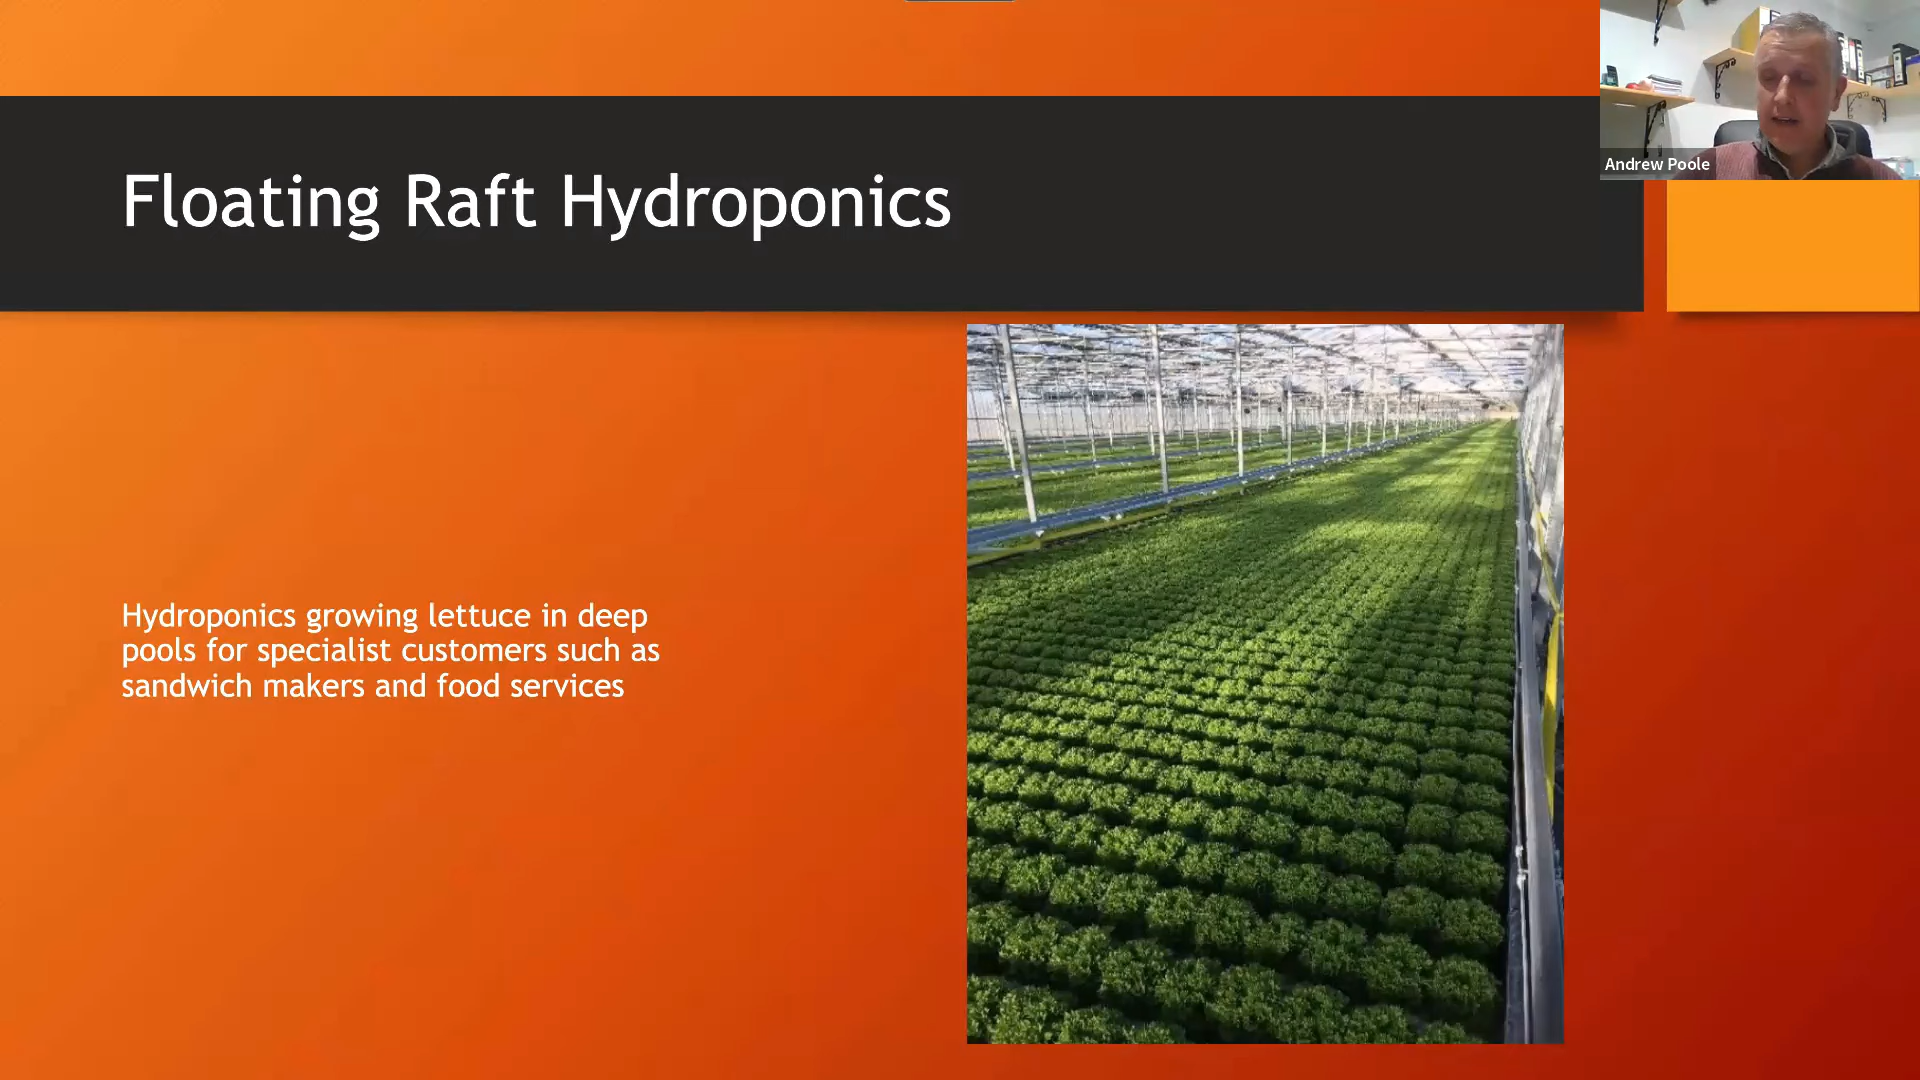 Floating Raft Hydroponics
Andrew Poole
Hydroponics growing lettuce in deep
pools for specialist customers such as
sandwich makers and food services